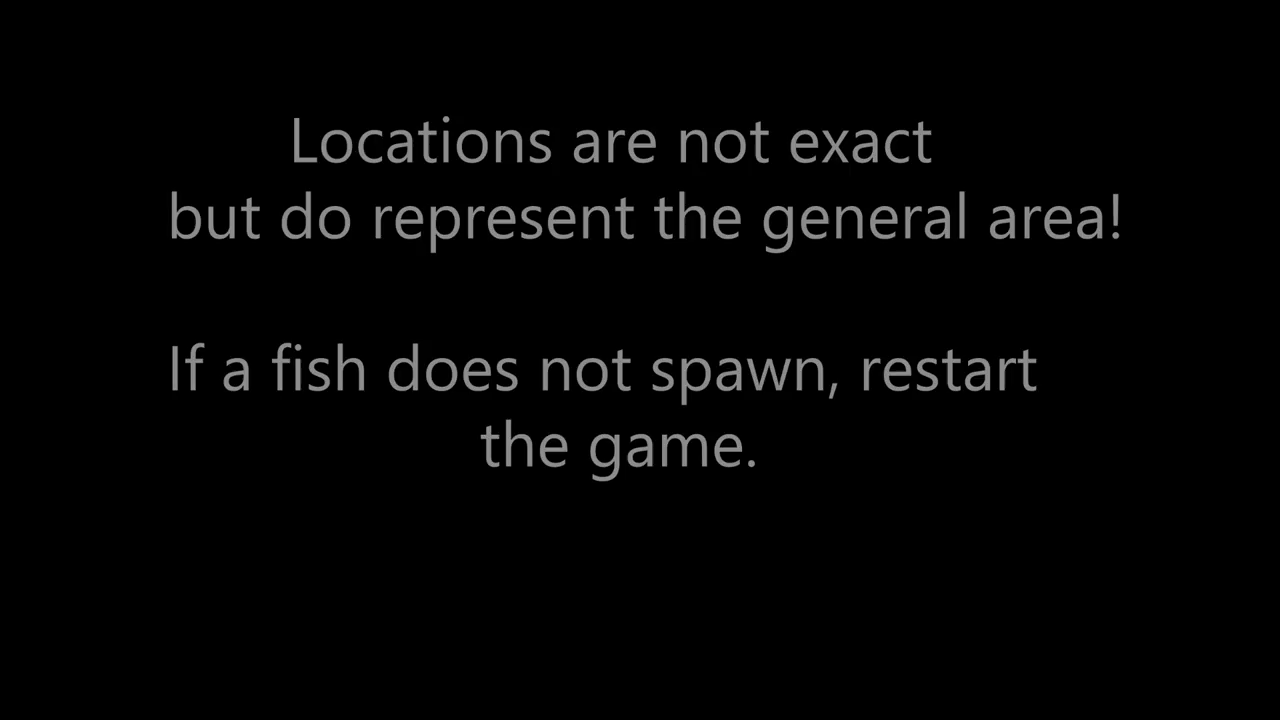 Locations are not exact
but do represent the general area!
If a fish does not spawn, restart
the game.